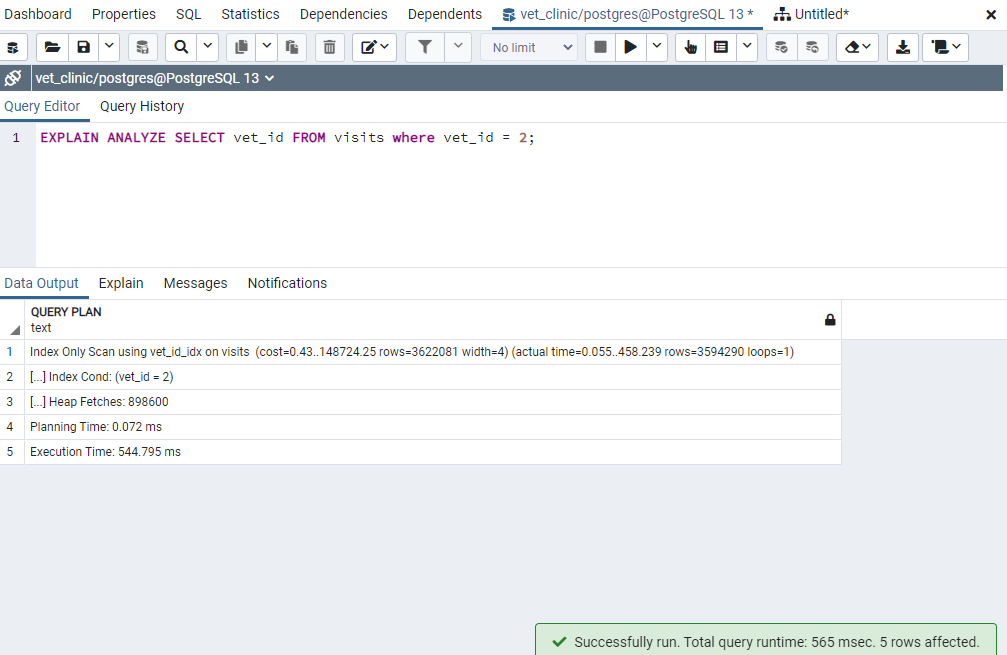 Dashboard Properties SQL Statistics Dependencies Dependents vet_clinic/postgres@PostgreSQL 13 * Untitled*
No limit
vet_clinic/postgres@PostgreSQL 13
Query Editor Query History
1 EXPLAIN ANALYZE SELECT vet_id FROM visits where vet_id = 2;
Data Output Explain Messages Notifications
QUERY PLAN
text
1 Index Only Scan using vet_id_idx on visits (cost=0.43..148724.25 rows=3622081 width=4) (actual time=0.055..458.239 rows=3594290 loops=1)
2 [...] Index Cond: (vet_id = 2)
3 [...] Heap Fetches: 898600
4 Planning Time: 0.072 ms
5 Execution Time: 544.795 ms
Successfully run. Total query runtime: 565 msec. 5 rows affected.